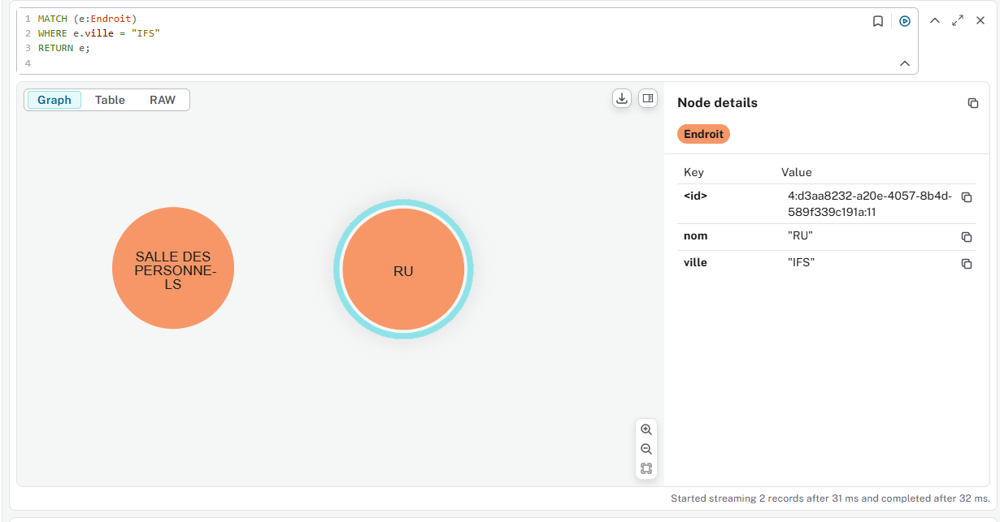 1 MATCH (e:Endroit)
2 WHERE e.ville = "IFS"
3 RETURN e;
4
Graph Table RAW
SALLE DES
PERSONNE-
LS
RU
Node details
Endroit
Key Value
<id> 4:d3aa8232-a20e-4057-8b4d-
589f339c191a:11
nom "RU"
ville "IFS"
Started streaming 2 records after 31 ms and completed after 32 ms.